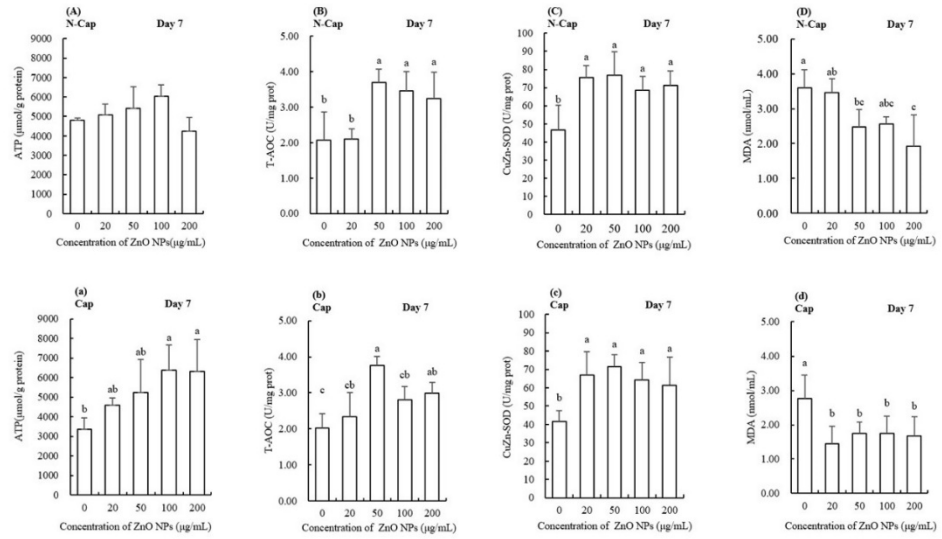 (A)
N-Cap Day 7
ATP (μmol/g protein)
9000
8000
7000
6000
5000
4000
3000
2000
1000
0
0 20 50 100 200
Concentration of ZnO NPs(μg/mL)
(B)
N-Cap Day 7
T-AOC (U/mg prot)
5.00
4.00
3.00
2.00
1.00
b b a a a
0 20 50 100 200
Concentration of ZnO NPs (μg/mL)
(C)
N-Cap Day 7
CuZn-SOD (U/mg prot)
100
90
80
70
60
50
40
30
20
10
0
b a a a a
0 20 50 100 200
Concentration of ZnO NPs (μg/mL)
(D)
N-Cap Day 7
MDA (nmol/mL)
5.00
4.00
3.00
2.00
1.00
0.00
a ab bc abc c
0 20 50 100 200
Concentration of ZnO NPs (μg/mL)
(a)
Cap Day 7
ATP(μmol/g protein)
9000
8000
7000
6000
5000
4000
3000
2000
1000
0
b ab ab a a
0 20 50 100 200
Concentration of ZnO NPs (μg/mL)
(b)
Cap Day 7
T-AOC (U/mg prot)
5.00
4.00
3.00
2.00
1.00
0.00
c cb a cb ab
0 20 50 100 200
Concentration of ZnO NPs (μg/mL)
(c)
Cap Day 7
CuZn-SOD (U/mg prot)
100
90
80
70
60
50
40
30
20
10
0
b a a a a
0 20 50 100 200
Concentration of ZnO NPs (μg/mL)
(d)
Cap Day 7
MDA (nmol/mL)
5.00
4.00
3.00
2.00
1.00
0.00
a b b b b
0 20 50 100 200
Concentration of ZnO NPs (μg/mL)